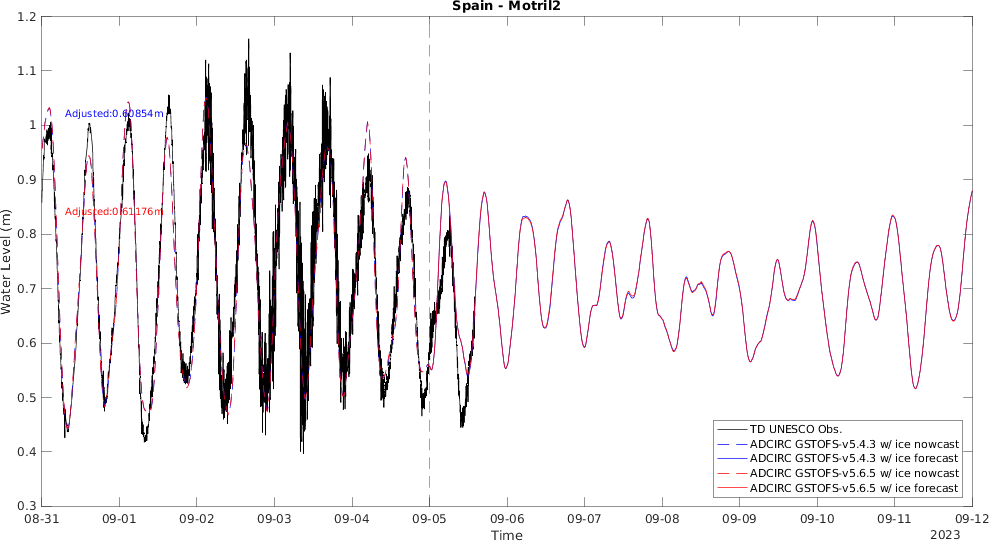 Spain - Motril2
1.2
1.1
1
0.9
0.8
0.7
0.6
0.5
0.4
0.3
Water Level (m)
Adjusted:0.60854m
Adjusted:0.61176m
TD UNESCO Obs.
ADCIRC GSTOFS-v5.4.3 w/ ice nowcast
ADCIRC GSTOFS-v5.4.3 w/ ice forecast
ADCIRC GSTOFS-v5.6.5 w/ ice nowcast
ADCIRC GSTOFS-v5.6.5 w/ ice forecast
08-31 09-01 09-02 09-03 09-04 09-05 09-06 09-07 09-08 09-09 09-10 09-11 09-12
Time
2023